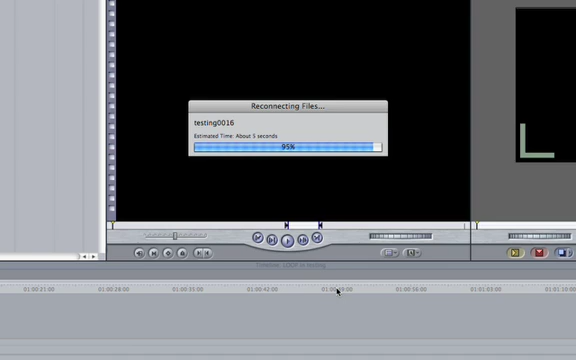 Reconnecting Files...
testing0016
Estimated Time: About 5 seconds
95%
01:00:21:00 01:00:28:00 01:00:35:00 01:00:42:00 01:00:49:00 01:00:56:00 01:01:03:00 01:01:10:00